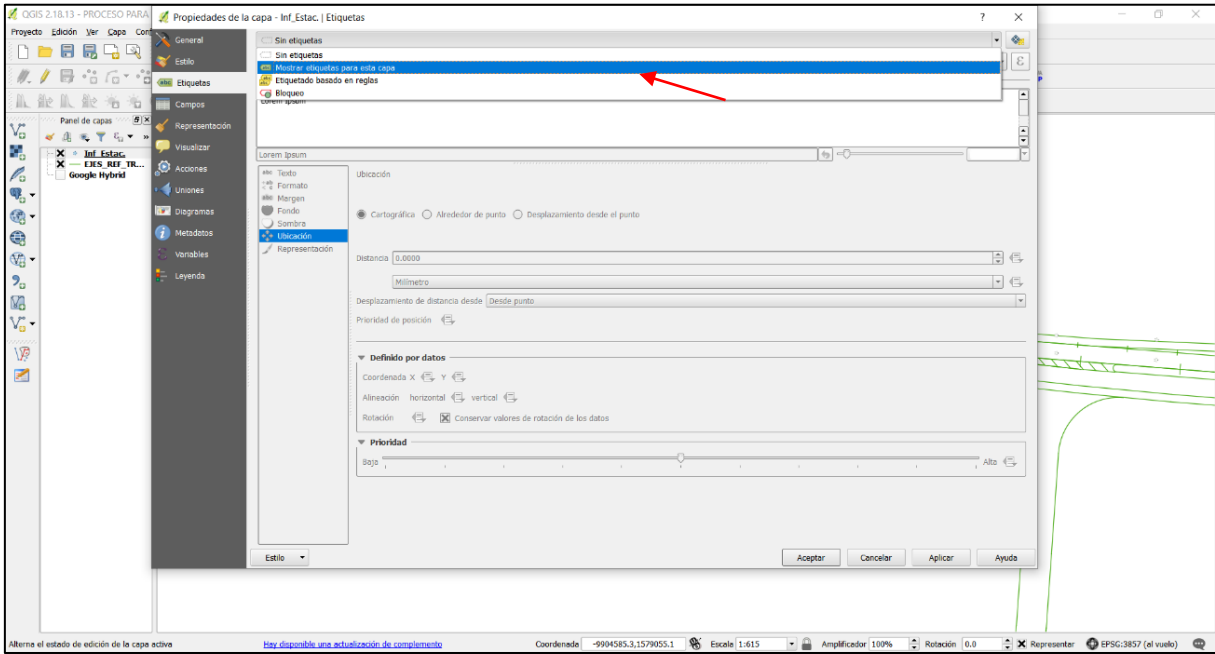 QGIS 2.18.13 - PROCESO PARA
Propiedades de la capa - Inf_Estac. | Etiquetas
Proyecto Edición Ver Capa Con
General
Estilo
Etiquetas
Campos
Representación
Visualizar
Acciones
Uniones
Diagramas
Metadatos
Variables
Leyenda
Panel de capas
Inf_Estac.
EJES_REF_TR...
Google Hybrid
Sin etiquetas
Sin etiquetas
Mostrar etiquetas para esta capa
Etiquetado basado en reglas
Bloqueo
Lorem Ipsum
Lorem Ipsum
Texto
Formato
Margen
Fondo
Sombra
Ubicación
Representación
Ubicación
Cartográfica Alrededor de punto Desplazamiento desde el punto
Distancia 0.0000
Milímetro
Desplazamiento de distancia desde Desde punto
Prioridad de posición
Definido por datos
Coordenada X Y
Alineación horizontal vertical
Rotación Conservar valores de rotación de los datos
Prioridad
Baja Alta
Estilo Aceptar Cancelar Aplicar Ayuda
Alterna el estado de edición de la capa activa Hay disponible una actualización de complemento Coordenada -9904585.3,1579055.1 Escala 1:615 Amplificador 100% Rotación 0.0 Representar EPSG:3857 (al vuelo)